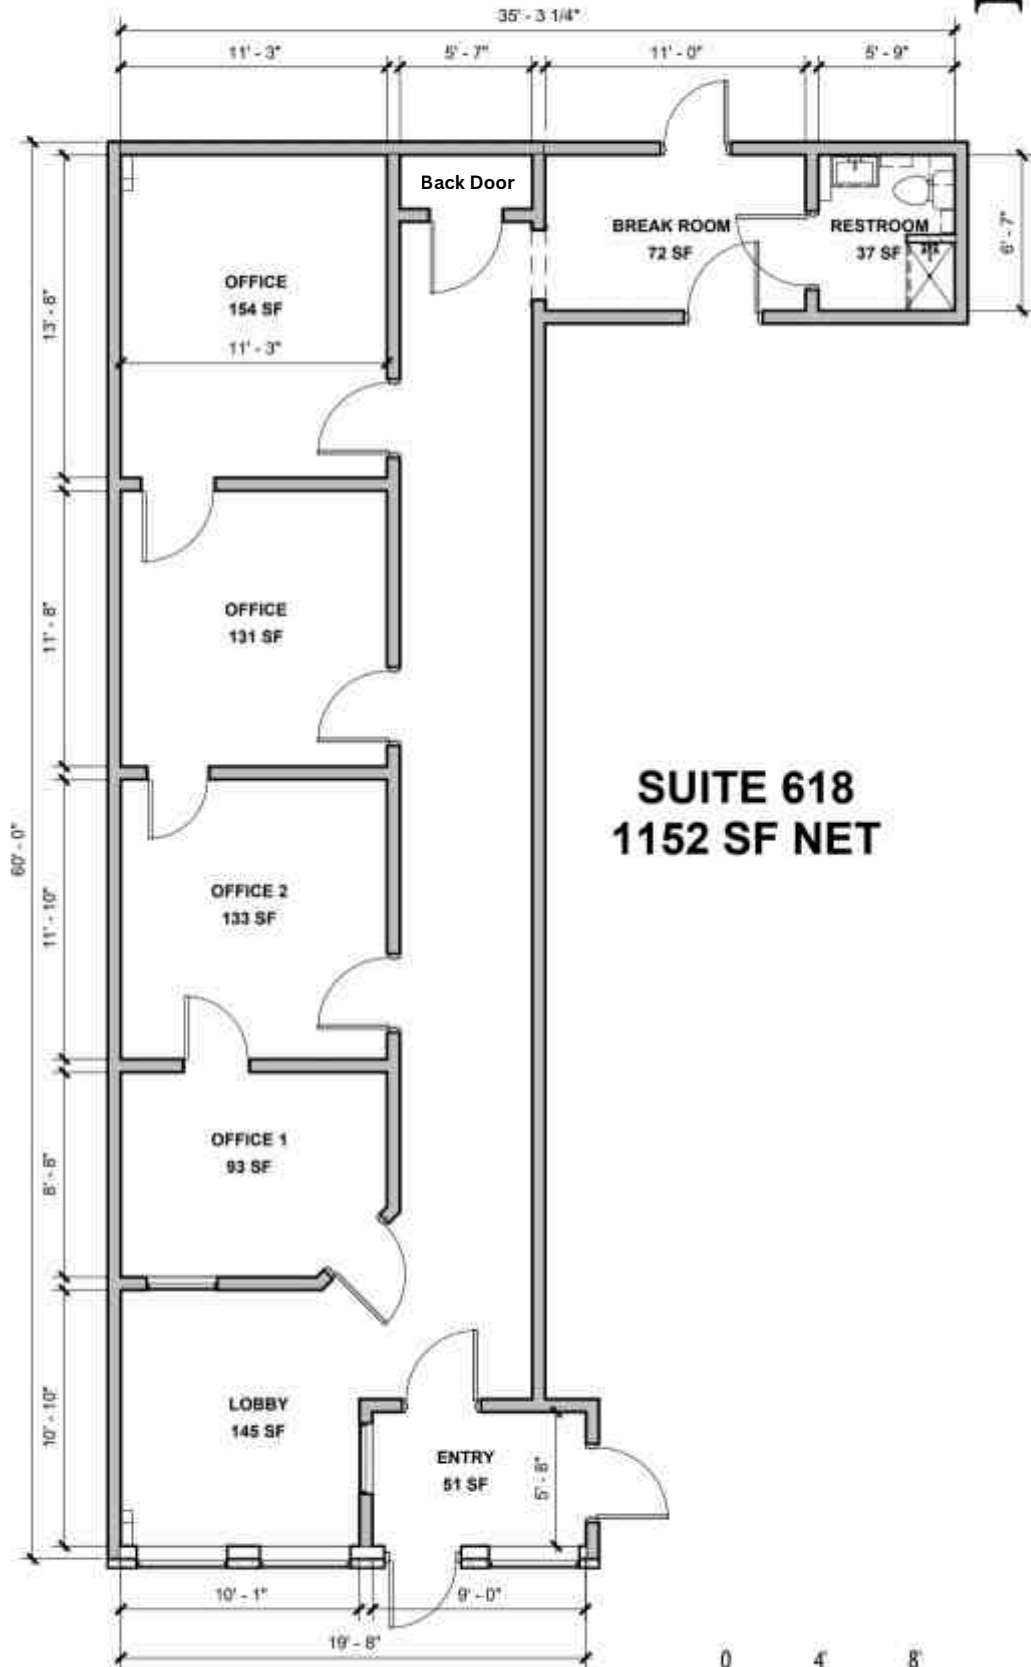 35' - 3 1/4"
11' - 3"
5' - 7"
11' - 0"
5' - 9"
Back Door
BREAK ROOM
72 SF
RESTROOM
37 SF
6' - 7"
OFFICE
154 SF
13' - 8"
11' - 3"
OFFICE
131 SF
11' - 8"
SUITE 618
1152 SF NET
60' - 0"
OFFICE 2
133 SF
11' - 10"
OFFICE 1
93 SF
8' - 8"
LOBBY
145 SF
10' - 10"
ENTRY
51 SF
5' - 8"
10' - 1"
9' - 0"
19' - 8"
0 4' 8'